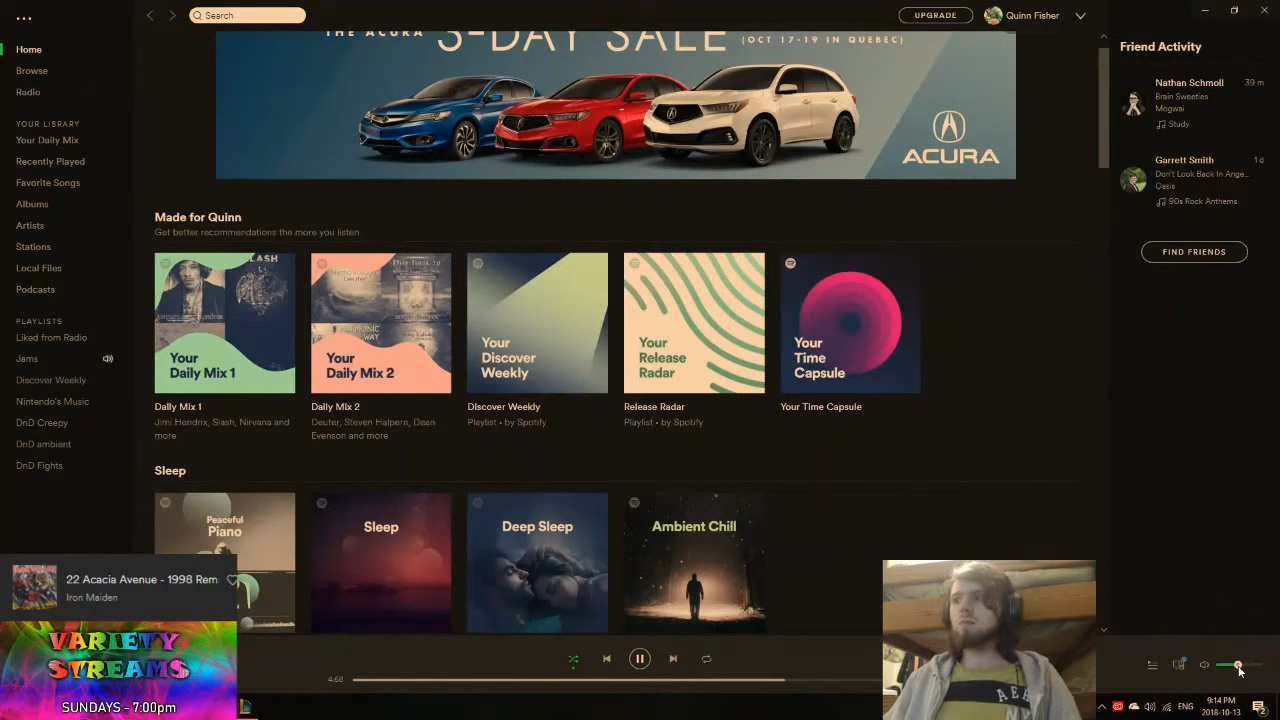 Search
UPGRADE
Quinn Fisher
Home
Browse
Radio
YOUR LIBRARY
Your Daily Mix
Recently Played
Favorite Songs
Albums
Artists
Stations
Local Files
Podcasts
PLAYLISTS
Liked from Radio
Jams
Discover Weekly
Nintendo's Music
DnD Creepy
DnD ambient
DnD Fights
THE ACURA 3-DAY SALE (OCT 17-19 IN QUEBEC)
ACURA
Made for Quinn
Get better recommendations the more you listen
Your
Daily Mix 1
Daily Mix 1
Jimi Hendrix, Slash, Nirvana and
more
Your
Daily Mix 2
Daily Mix 2
Deuter, Steven Halpern, Dean
Evenson and more
Your
Discover
Weekly
Discover Weekly
Playlist • by Spotify
Your
Release
Radar
Release Radar
Playlist • by Spotify
Your
Time
Capsule
Your Time Capsule
Sleep
Peaceful
Piano
Sleep
Deep Sleep
Ambient Chill
Friend Activity
Nathan Schmoll 39 m
Brain Sweeties
Mogwai
Study
Garrett Smith 1 d
Don't Look Back In Ange...
Oasis
90s Rock Anthems
FIND FRIENDS
22 Acacia Avenue - 1998 Rem
Iron Maiden
VARIETY
STREAMS
SUNDAYS - 7:00pm
4:68
ENG
9:14 PM
2018-10-13
2